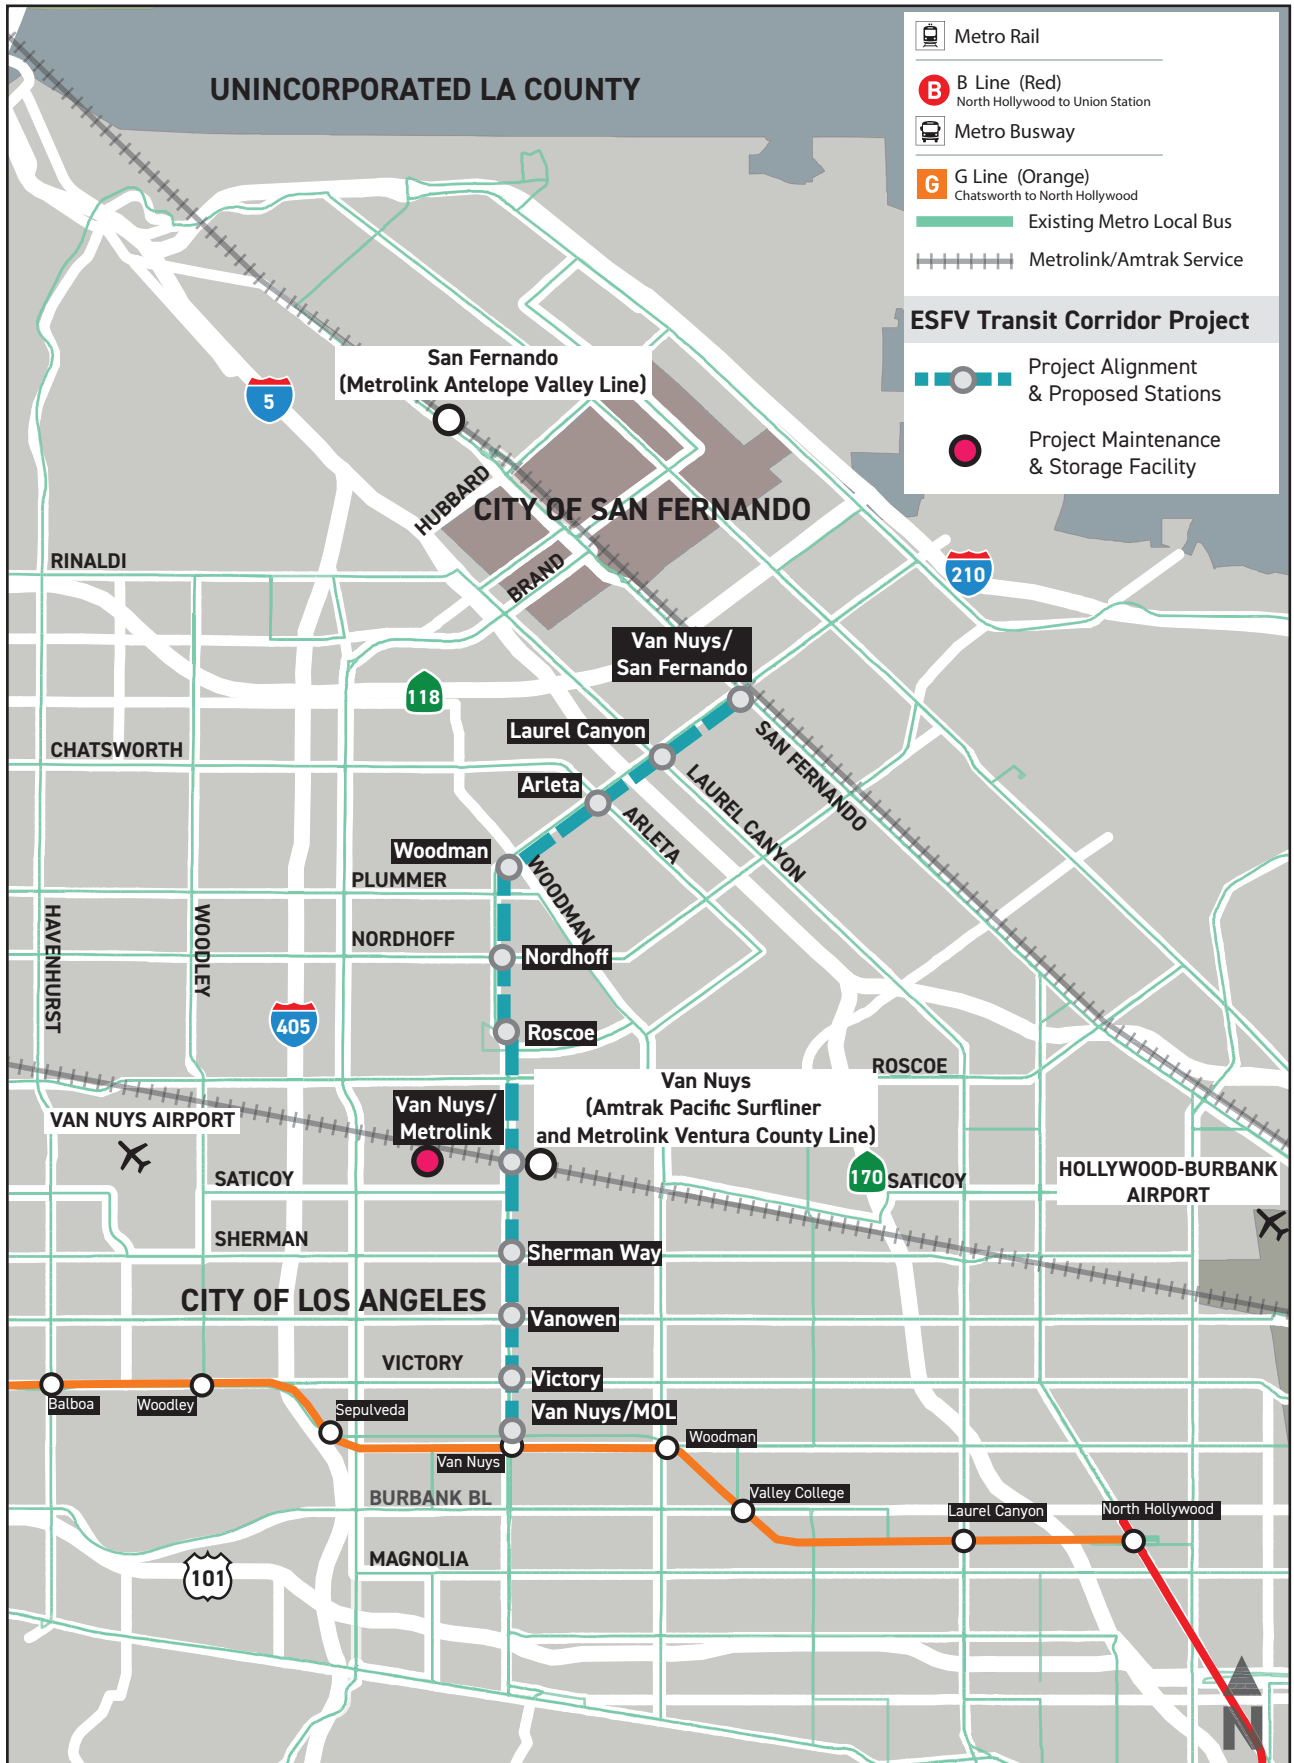 UNINCORPORATED LA COUNTY
Metro Rail
B
B Line (Red)
North Hollywood to Union Station
Metro Busway
G
G Line (Orange)
Chatsworth to North Hollywood
Existing Metro Local Bus
Metrolink/Amtrak Service
ESFV Transit Corridor Project
Project Alignment
& Proposed Stations
Project Maintenance
& Storage Facility
San Fernando
(Metrolink Antelope Valley Line)
5
HUBBARD
CITY OF SAN FERNANDO
BRAND
RINALDI
210
Van Nuys/
San Fernando
118
Laurel Canyon
CHATSWORTH
SAN FERNANDO
LAUREL CANYON
Arleta
ARLETA
Woodman
WOODMAN
PLUMMER
HAVENHURST
WOODLEY
NORDHOFF
Nordhoff
405
Roscoe
ROSCOE
Van Nuys
(Amtrak Pacific Surfliner
and Metrolink Ventura County Line)
Van Nuys/
Metrolink
VAN NUYS AIRPORT
170
SATICOY
SATICOY
HOLLYWOOD-BURBANK
AIRPORT
SHERMAN
Sherman Way
CITY OF LOS ANGELES
Vanowen
VICTORY
Victory
Balboa
Woodley
Sepulveda
Van Nuys/MOL
Van Nuys
Woodman
BURBANK BL
Valley College
Laurel Canyon
North Hollywood
MAGNOLIA
101
N